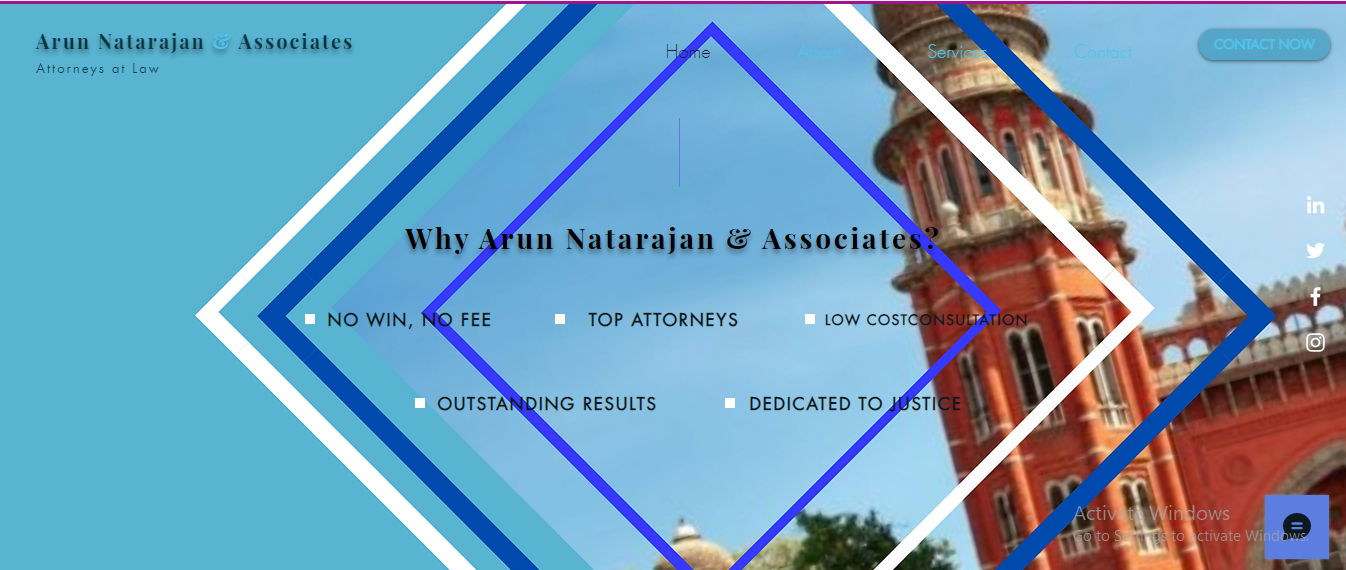 Arun Natarajan & Associates
Attorneys at Law
Home About Services Contact CONTACT NOW
Why Arun Natarajan & Associates?
NO WIN, NO FEE TOP ATTORNEYS LOW COSTCONSULTATION
OUTSTANDING RESULTS DEDICATED TO JUSTICE
Activate Windows
Go to Settings to activate Windows.